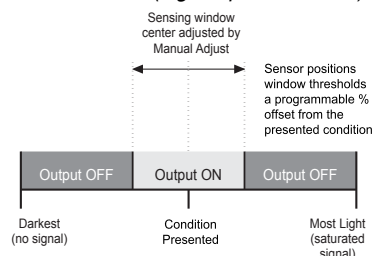 Sensing window
center adjusted by
Manual Adjust
Sensor positions
window thresholds
a programmable %
offset from the
presented condition
Output OFF
Output ON
Output OFF
Darkest
(no signal)
Condition
Presented
Most Light
(saturated
signal)